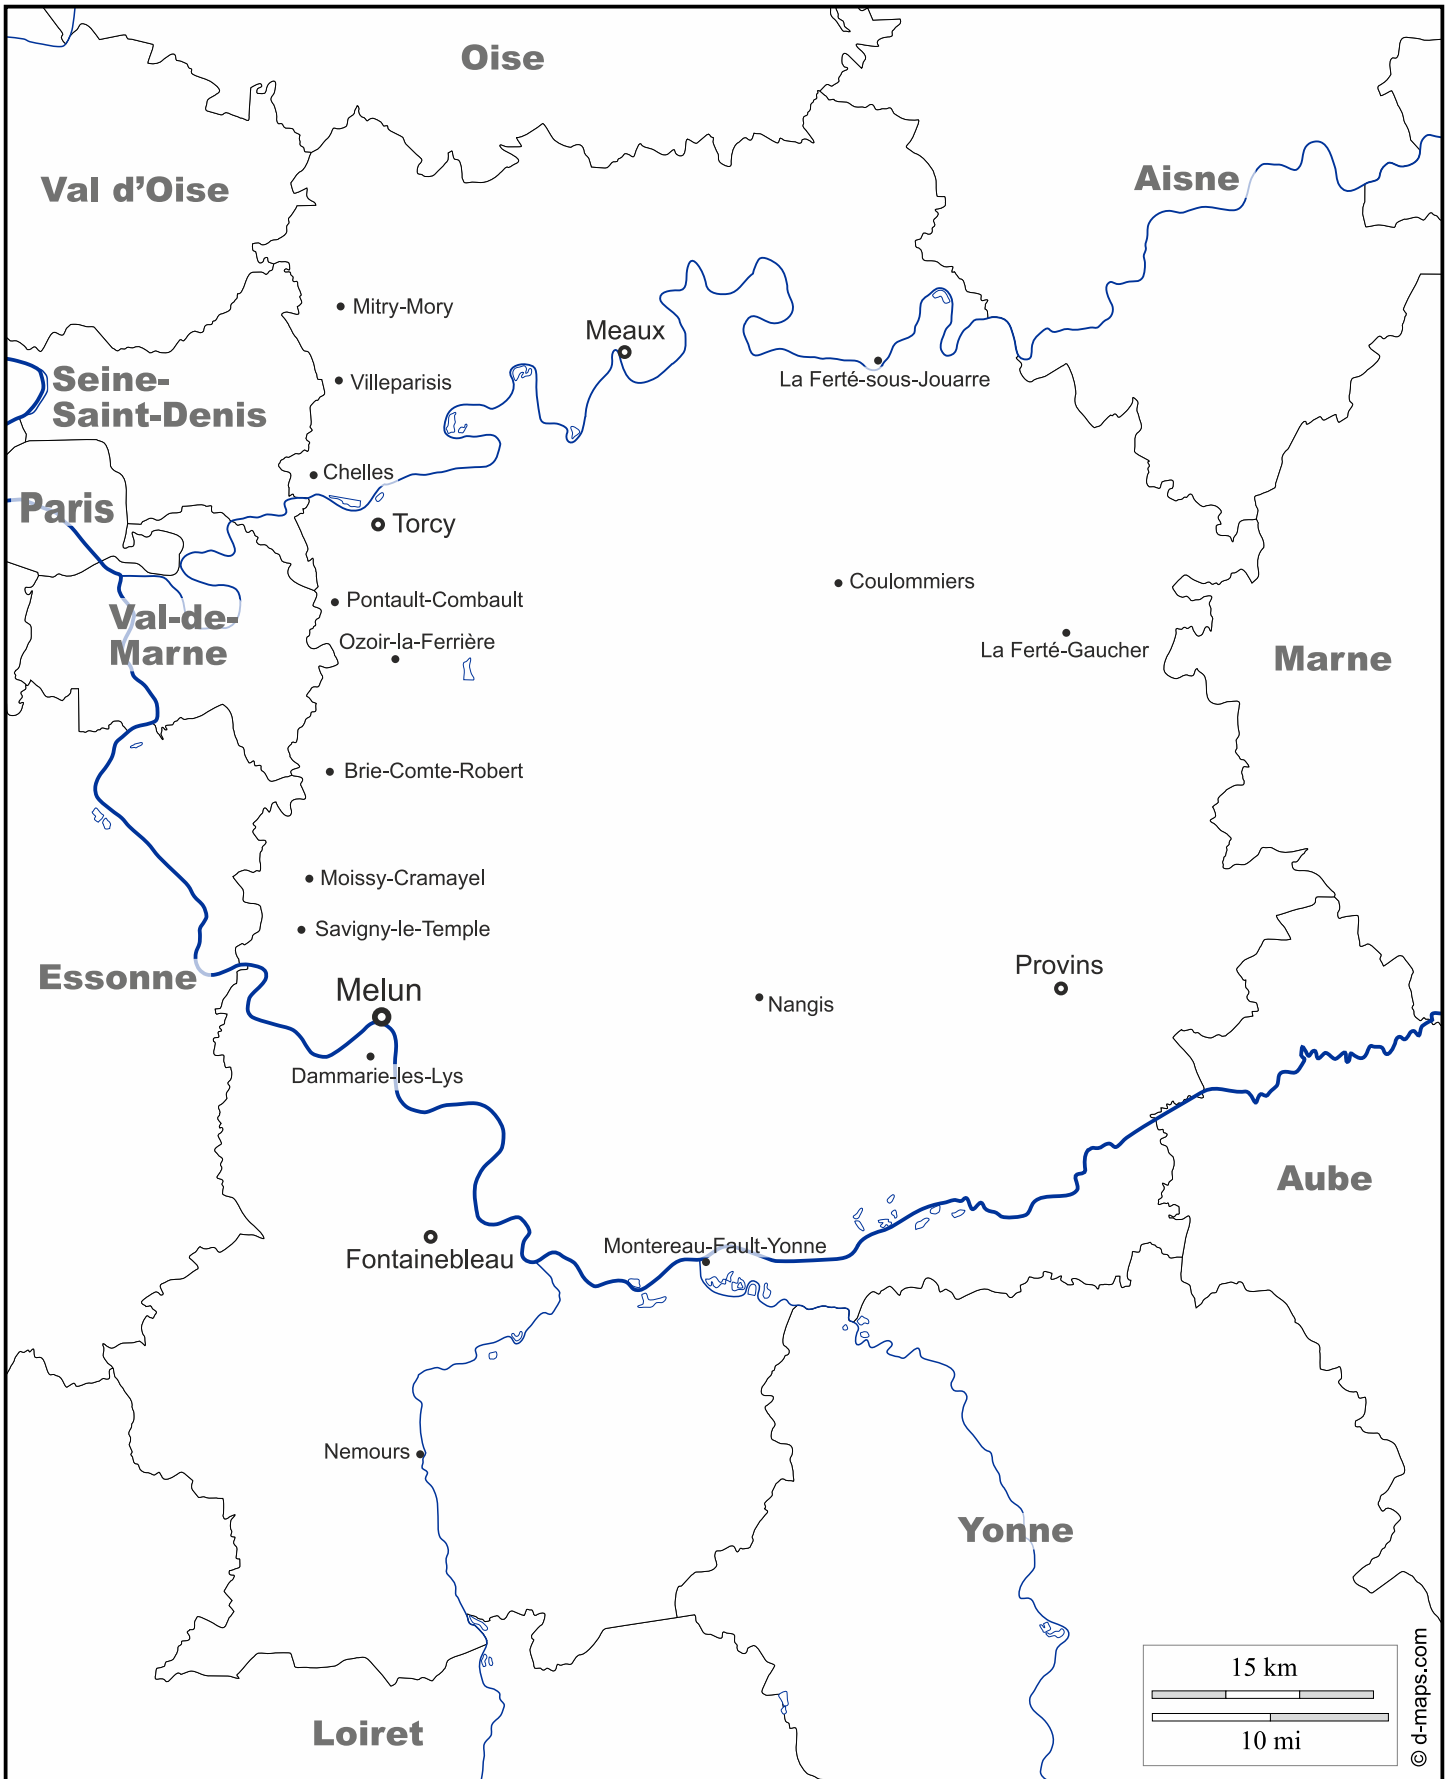 Oise
Val d’Oise
Aisne
Mitry-Mory
Meaux
Villeparisis
La Ferté-sous-Jouarre
Seine-
Saint-Denis
Chelles
Paris
Torcy
Coulommiers
Pontault-Combault
Val-de-
Marne
Ozoir-la-Ferrière
La Ferté-Gaucher
Marne
Brie-Comte-Robert
Moissy-Cramayel
Savigny-le-Temple
Essonne
Provins
Melun
Nangis
Dammarie-les-Lys
Aube
Montereau-Fault-Yonne
Fontainebleau
Nemours
Yonne
15 km
10 mi
Loiret
© d-maps.com